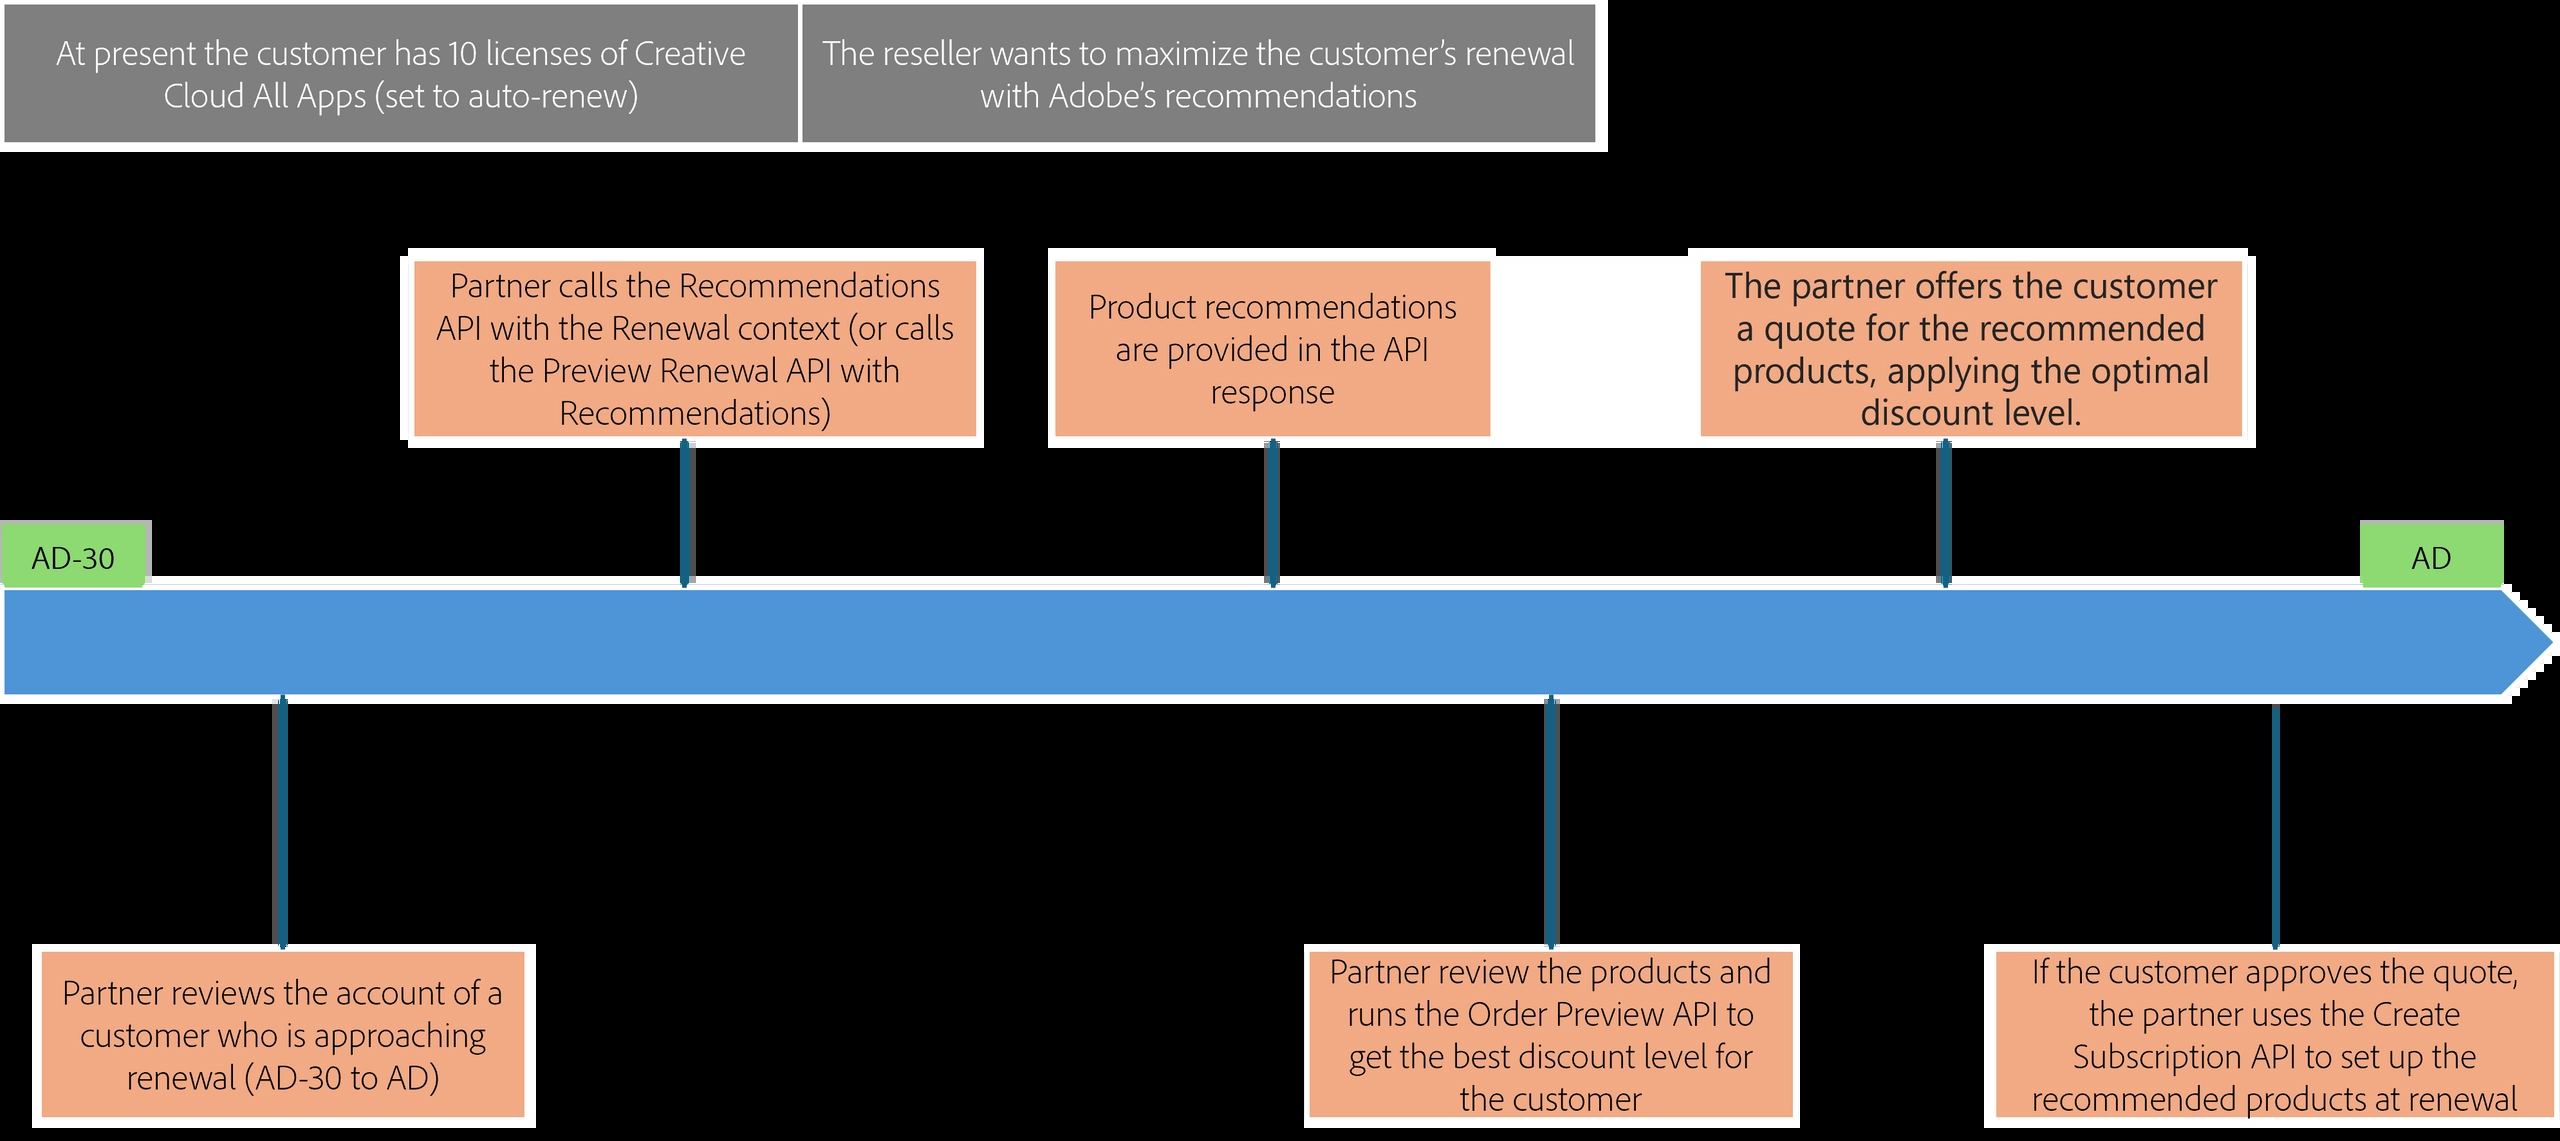 At present the customer has 10 licenses of Creative
Cloud All Apps (set to auto-renew)
The reseller wants to maximize the customer’s renewal
with Adobe’s recommendations
Partner calls the Recommendations
API with the Renewal context (or calls
the Preview Renewal API with
Recommendations)
Product recommendations
are provided in the API
response
The partner offers the customer
a quote for the recommended
products, applying the optimal
discount level.
AD-30
AD
Partner reviews the account of a
customer who is approaching
renewal (AD-30 to AD)
Partner review the products and
runs the Order Preview API to
get the best discount level for
the customer
If the customer approves the quote,
the partner uses the Create
Subscription API to set up the
recommended products at renewal